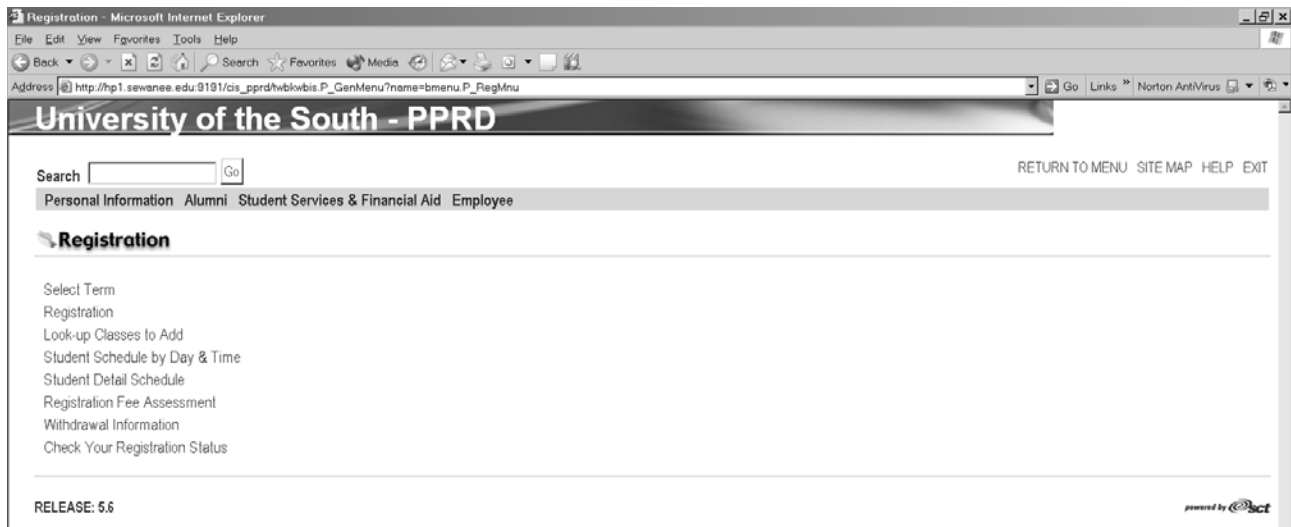 Registration - Microsoft Internet Explorer
File Edit View Favorites Tools Help
Back Search Favorites Media
Address http://hp1.sewanee.edu:9191/cis_pprd/twbkwbis.P_GenMenu?name=bmenu.P_RegMnu Go Links » Norton AntiVirus
University of the South - PPRD
Search Go RETURN TO MENU SITE MAP HELP EXIT
Personal Information Alumni Student Services & Financial Aid Employee
Registration
Select Term
Registration
Look-up Classes to Add
Student Schedule by Day & Time
Student Detail Schedule
Registration Fee Assessment
Withdrawal Information
Check Your Registration Status
RELEASE: 5.6 powered by sct